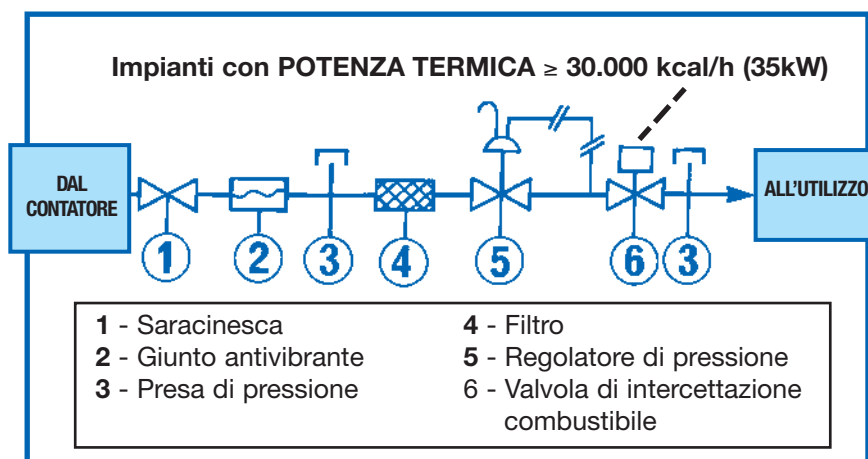 Impianti con POTENZA TERMICA ≥ 30.000 kcal/h (35kW)
DAL
CONTATORE
ALL'UTILIZZO
1
2
3
4
5
6
3
1 - Saracinesca
2 - Giunto antivibrante
3 - Presa di pressione
4 - Filtro
5 - Regolatore di pressione
6 - Valvola di intercettazione
combustibile